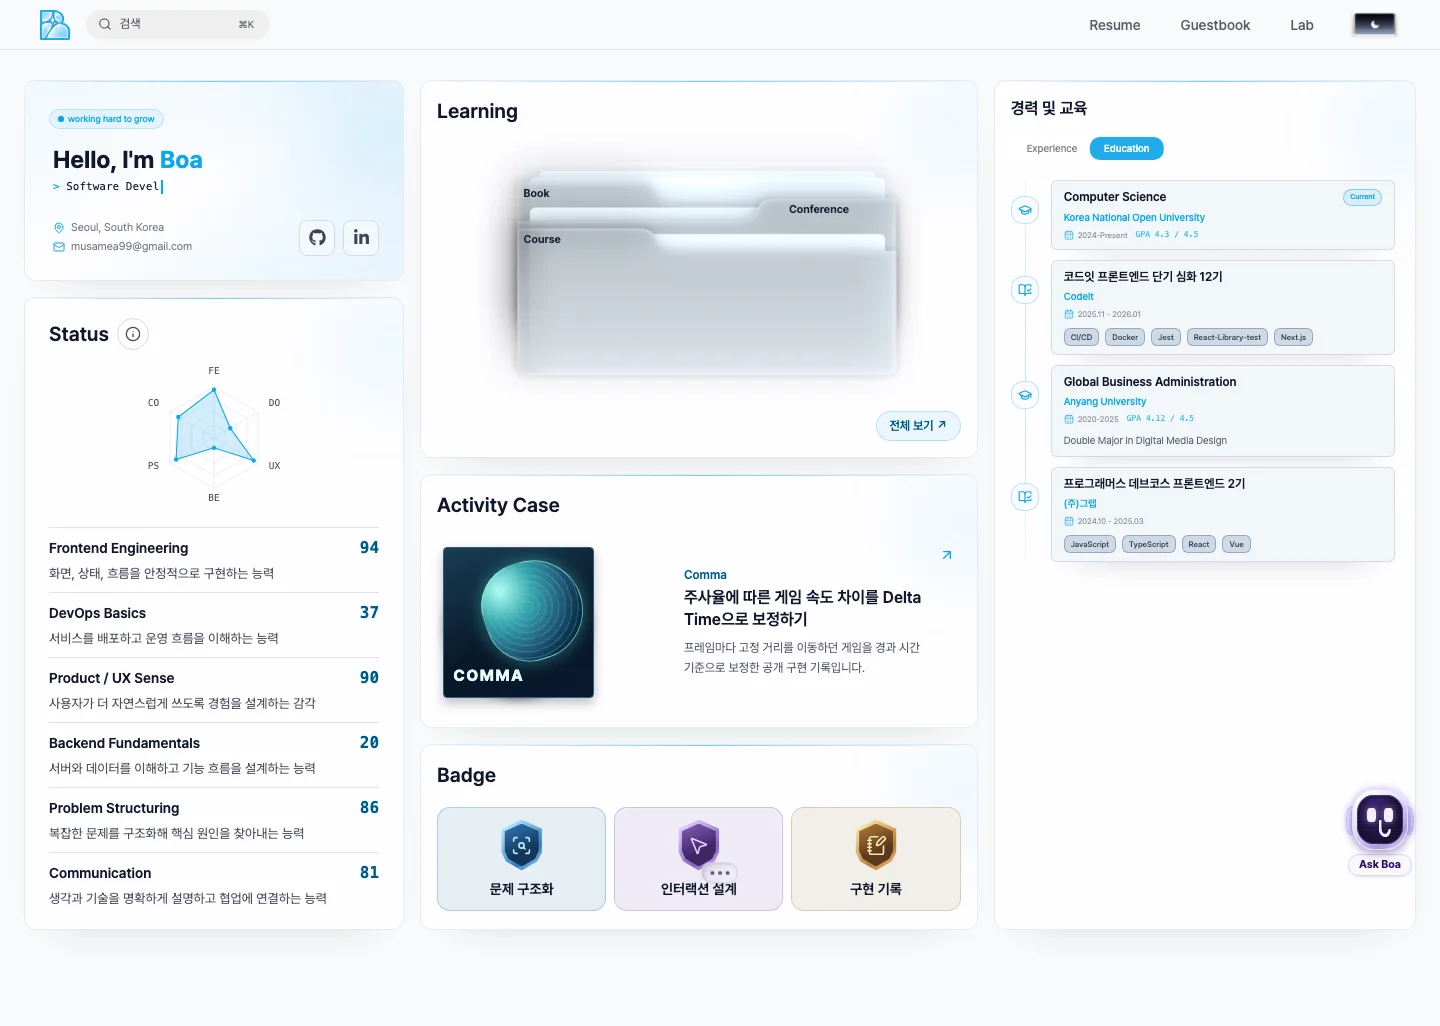 검색
⌘K
Resume
Guestbook
Lab
working hard to grow
Hello, I'm Boa
> Software Devel
Seoul, South Korea
musamea99@gmail.com
Status
FE
DO
UX
BE
PS
CO
Frontend Engineering 94
화면, 상태, 흐름을 안정적으로 구현하는 능력
DevOps Basics 37
서비스를 배포하고 운영 흐름을 이해하는 능력
Product / UX Sense 90
사용자가 더 자연스럽게 쓰도록 경험을 설계하는 감각
Backend Fundamentals 20
서버와 데이터를 이해하고 기능 흐름을 설계하는 능력
Problem Structuring 86
복잡한 문제를 구조화해 핵심 원인을 찾아내는 능력
Communication 81
생각과 기술을 명확하게 설명하고 협업에 연결하는 능력
Learning
Book
Conference
Course
전체 보기
Activity Case
COMMA
Comma
주사율에 따른 게임 속도 차이를 Delta
Time으로 보정하기
프레임마다 고정 거리를 이동하던 게임을 경과 시간
기준으로 보정한 공개 구현 기록입니다.
Badge
문제 구조화
인터랙션 설계
구현 기록
경력 및 교육
Experience
Education
Computer Science
Current
Korea National Open University
2024-Present GPA 4.3 / 4.5
코드잇 프론트엔드 단기 심화 12기
CodeIt
2025.11 - 2026.01
CI/CD
Docker
Jest
React-Library-test
Next.js
Global Business Administration
Anyang University
2020-2025 GPA 4.12 / 4.5
Double Major in Digital Media Design
프로그래머스 데브코스 프론트엔드 2기
(주)그렙
2024.10 - 2025.03
JavaScript
TypeScript
React
Vue
Ask Boa